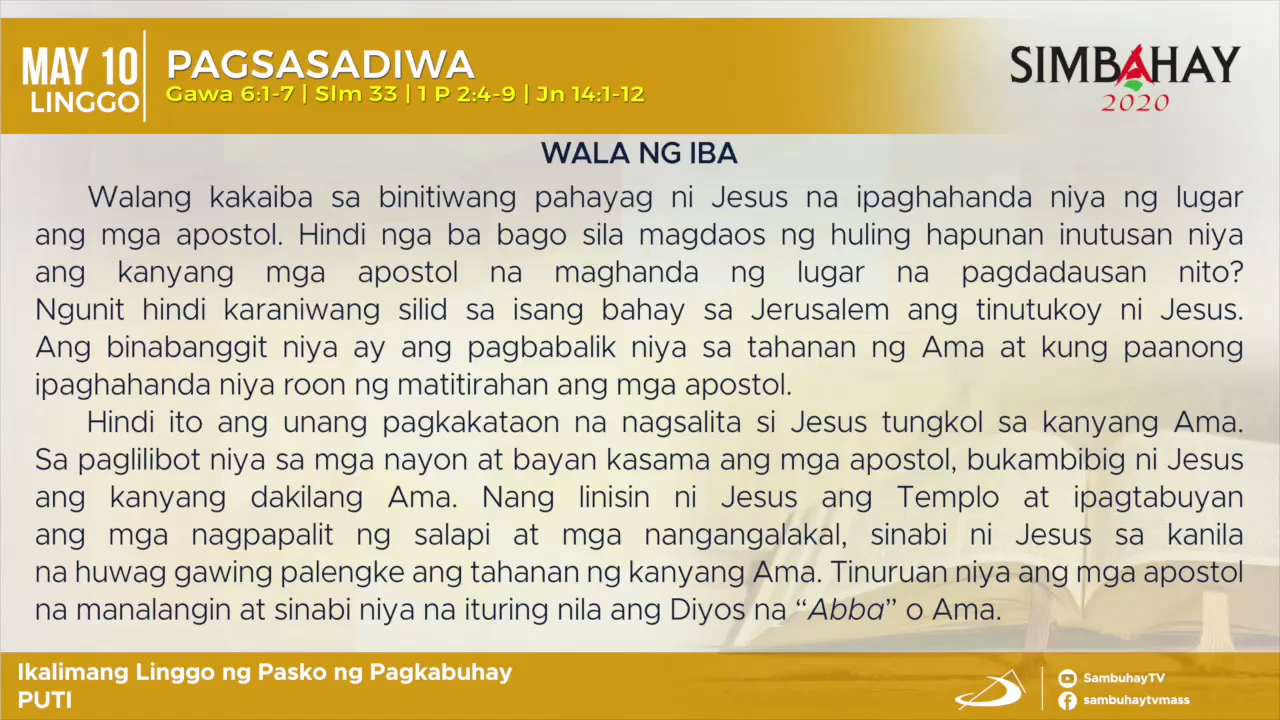 MAY 10
LINGGO
PAGSASADIWA
Gawa 6:1-7 | Slm 33 | 1 P 2:4-9 | Jn 14:1-12
SIMBAHAY
2020
WALA NG IBA
Walang kakaiba sa binitiwang pahayag ni Jesus na ipaghahanda niya ng lugar
ang mga apostol. Hindi nga ba bago sila magdaos ng huling hapunan inutusan niya
ang kanyang mga apostol na maghanda ng lugar na pagdadausan nito?
Ngunit hindi karaniwang silid sa isang bahay sa Jerusalem ang tinutukoy ni Jesus.
Ang binabanggit niya ay ang pagbabalik niya sa tahanan ng Ama at kung paanong
ipaghahanda niya roon ng matitirahan ang mga apostol.
Hindi ito ang unang pagkakataon na nagsalita si Jesus tungkol sa kanyang Ama.
Sa paglilibot niya sa mga nayon at bayan kasama ang mga apostol, bukambibig ni Jesus
ang kanyang dakilang Ama. Nang linisin ni Jesus ang Templo at ipagtabuyan
ang mga nagpapalit ng salapi at mga nangangalakal, sinabi ni Jesus sa kanila
na huwag gawing palengke ang tahanan ng kanyang Ama. Tinuruan niya ang mga apostol
na manalangin at sinabi niya na ituring nila ang Diyos na “Abba” o Ama.
Ikalimang Linggo ng Pasko ng Pagkabuhay
PUTI
SambuhayTV
sambuhaytvmass